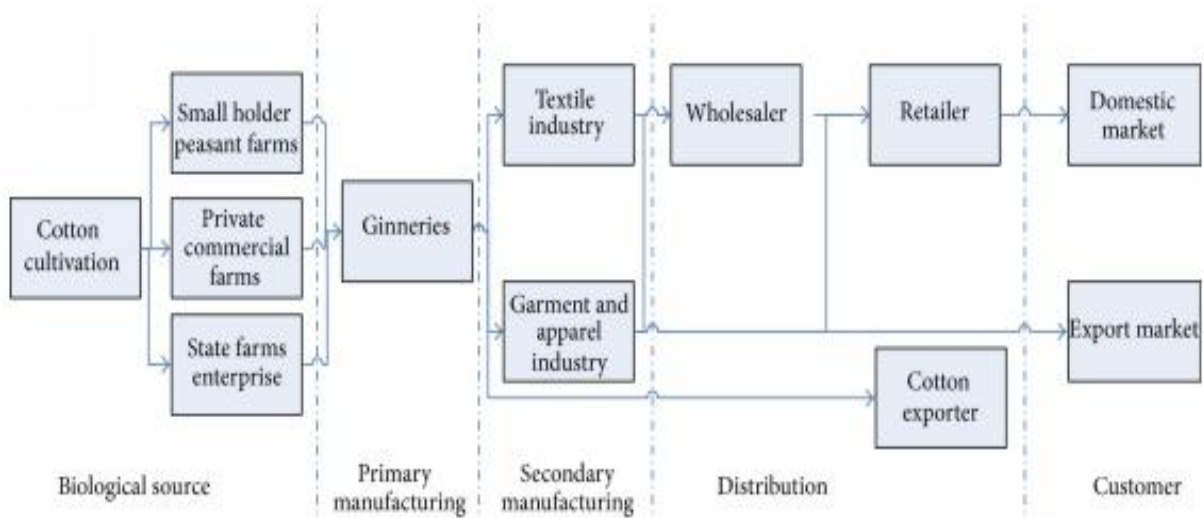 Cotton
cultivation
Small holder
peasant farms
Private
commercial
farms
State farms
enterprise
Ginneries
Textile
industry
Garment and
apparel
industry
Wholesaler
Retailer
Cotton
exporter
Domestic
market
Export market
Biological source
Primary
manufacturing
Secondary
manufacturing
Distribution
Customer